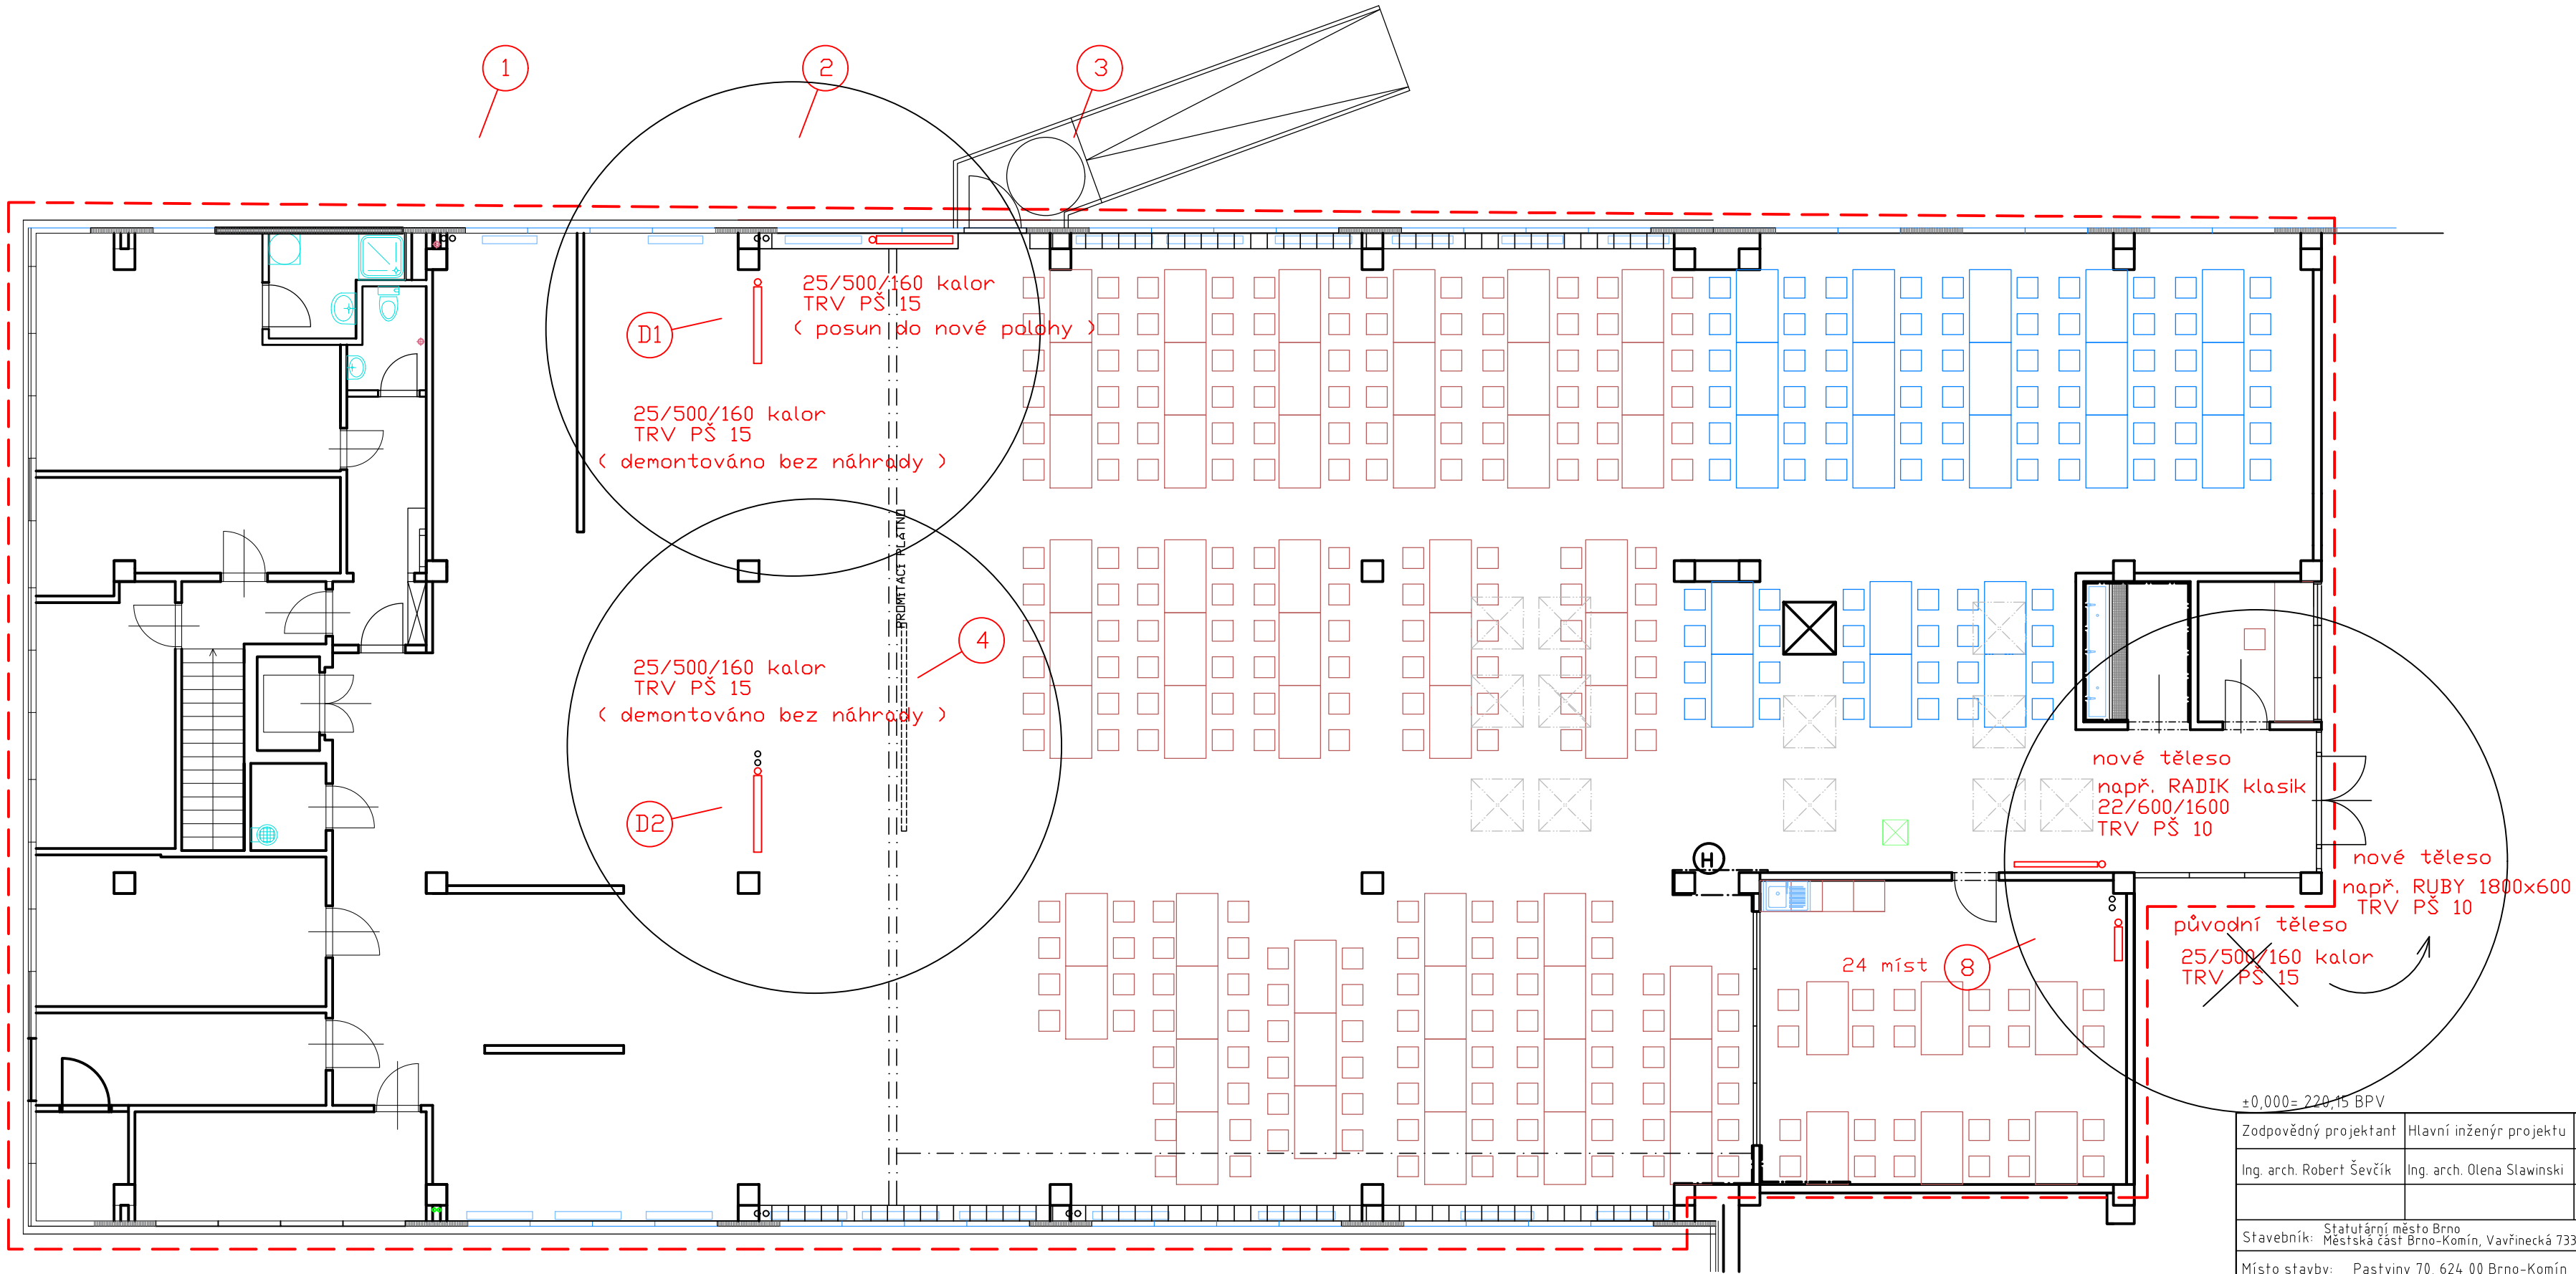 1
2
3
25/500/160 kalor
TRV PŠ 15
( posun do nové polohy )
D1
25/500/160 kalor
TRV PŠ 15
( demontováno bez náhrady )
PROMITACI PLATNO
4
25/500/160 kalor
TRV PŠ 15
( demontováno bez náhrady )
D2
H
nové těleso
např. RADIK klasik
22/600/1600
TRV PŠ 10
nové těleso
např. RUBY 1800x600
TRV PŠ 10
původní těleso
25/500/160 kalor
TRV PŠ 15
24 míst
8
±0,000= 220,15 BPV
Zodpovědný projektant
Hlavní inženýr projektu
Ing. arch. Robert Ševčík
Ing. arch. Olena Slawinski
Stavebník:
Statutární město Brno
Městská část Brno-Komín, Vavřinecká 733
Místo stavby: Pastviny 70, 624 00 Brno-Komín